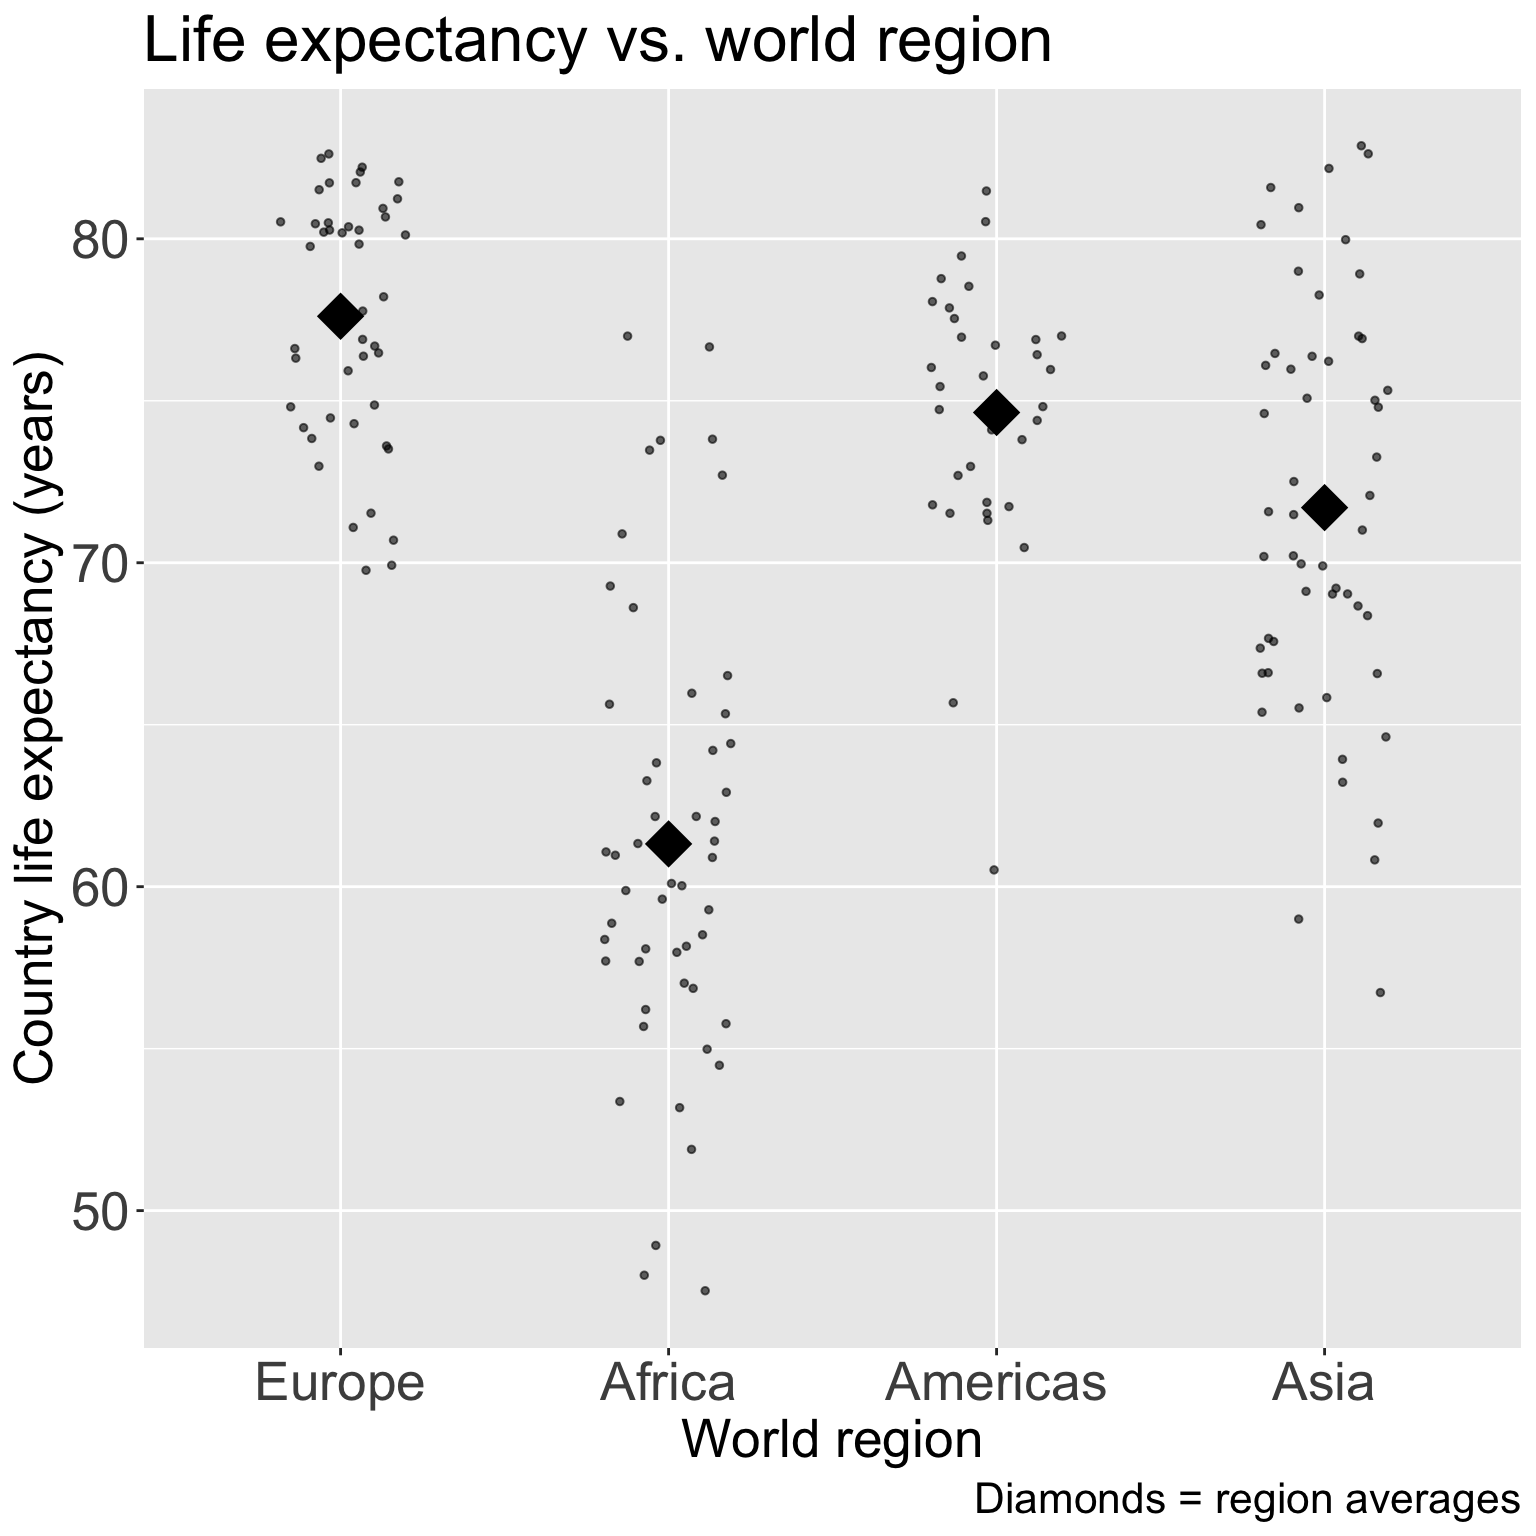 Life expectancy vs. world region
Country life expectancy (years)
80
70
60
50
Europe Africa Americas Asia
World region
Diamonds = region averages